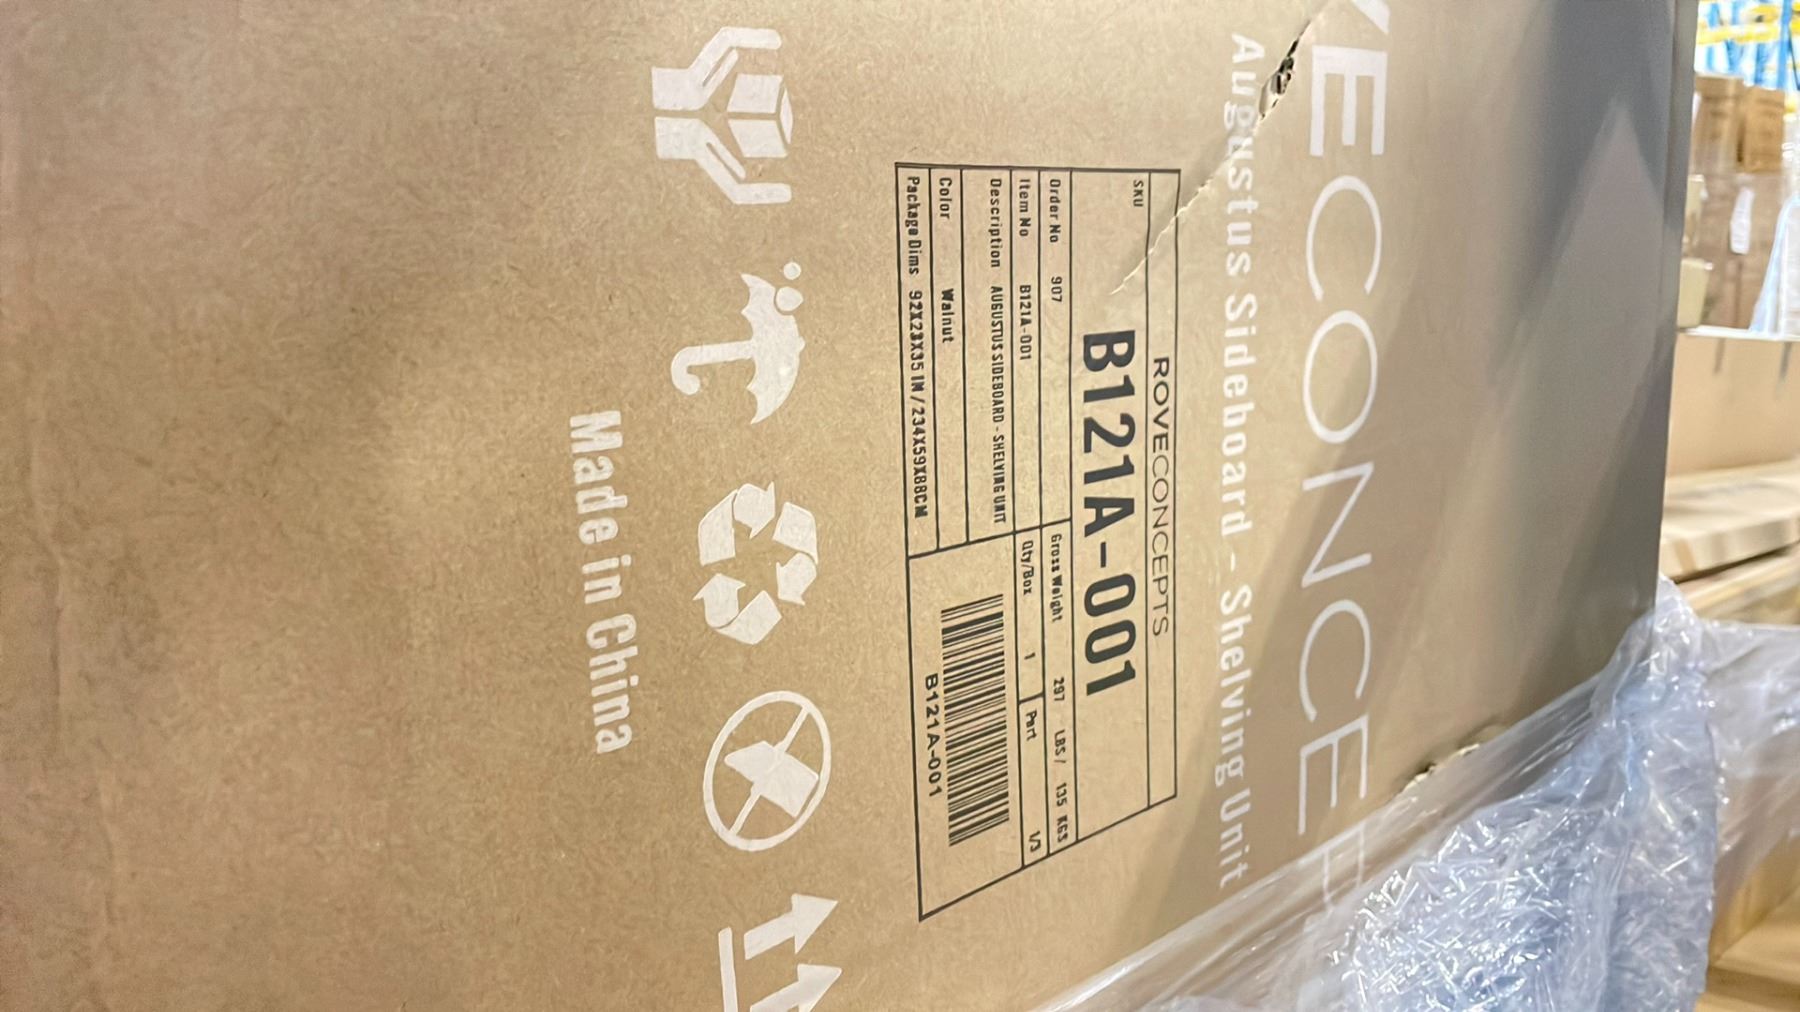 VECONCEP
Augustus Sideboard - Shelving Unit
ROVECONCEPTS
SKU
B121A-001
Order No 907
Gross Weight 297 LBS / 135 KGS
Item No B121A-001
Qty/Box 1 Part 1/3
Description AUGUSTUS SIDEBOARD - SHELVING UNIT
Color Walnut
Package Dims 92X23X35 IN / 234X59X88CM
B121A-001
Made in China